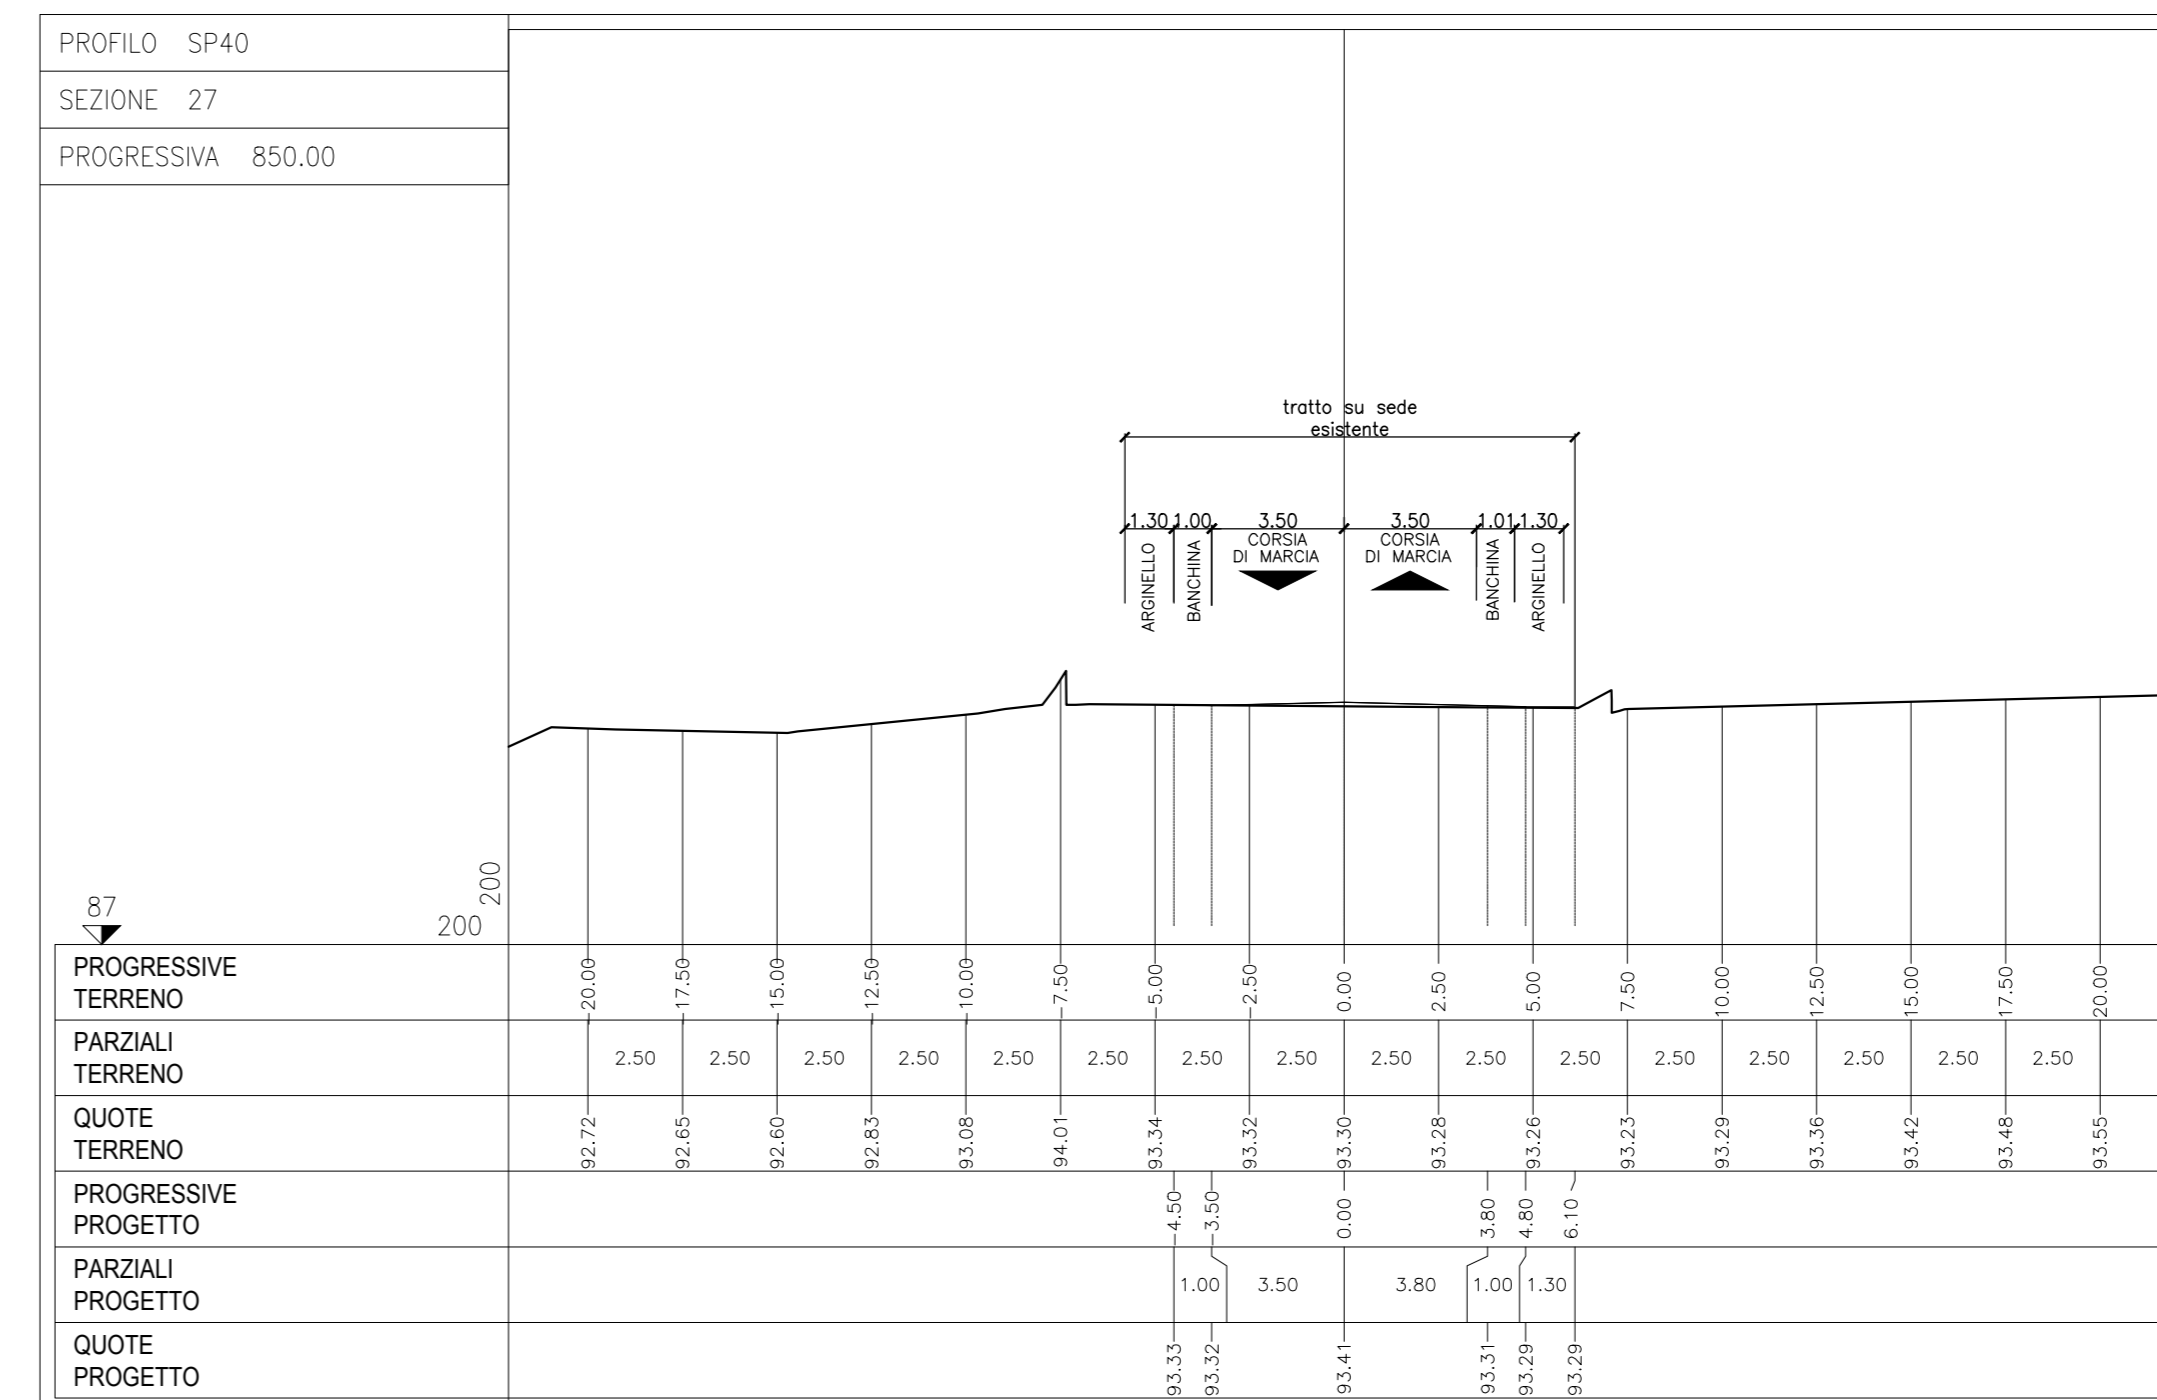 PROFILO SP40
SEZIONE 27
PROGRESSIVA 850.00
tratto su sede
esistente
1.30 1.00 3.50 3.50 1.01 1.30
ARGINELLO
BANCHINA
CORSIA
DI MARCIA
CORSIA
DI MARCIA
BANCHINA
ARGINELLO
200
87
200
PROGRESSIVE
TERRENO
-20.00 -17.50 -15.00 -12.50 -10.00 -7.50 -5.00 -2.50 0.00 2.50 5.00 7.50 10.00 12.50 15.00 17.50 20.00
PARZIALI
TERRENO
2.50 2.50 2.50 2.50 2.50 2.50 2.50 2.50 2.50 2.50 2.50 2.50 2.50 2.50 2.50 2.50
QUOTE
TERRENO
92.72 92.65 92.60 92.83 93.08 94.01 93.34 93.32 93.30 93.28 93.26 93.23 93.29 93.36 93.42 93.48 93.55
PROGRESSIVE
PROGETTO
-4.50 -3.50 0.00 3.80 4.80 6.10
PARZIALI
PROGETTO
1.00 3.50 3.80 1.00 1.30
QUOTE
PROGETTO
93.33 93.32 93.41 93.31 93.29 93.29